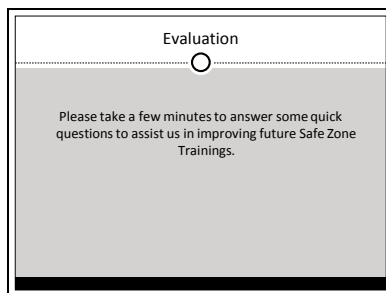 Evaluation
Please take a few minutes to answer some quick
questions to assist us in improving future Safe Zone
Trainings.